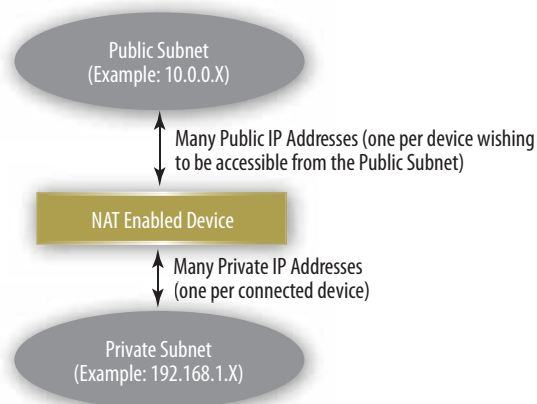 Public Subnet
(Example: 10.0.0.X)
Many Public IP Addresses (one per device wishing
to be accessible from the Public Subnet)
NAT Enabled Device
Many Private IP Addresses
(one per connected device)
Private Subnet
(Example: 192.168.1.X)